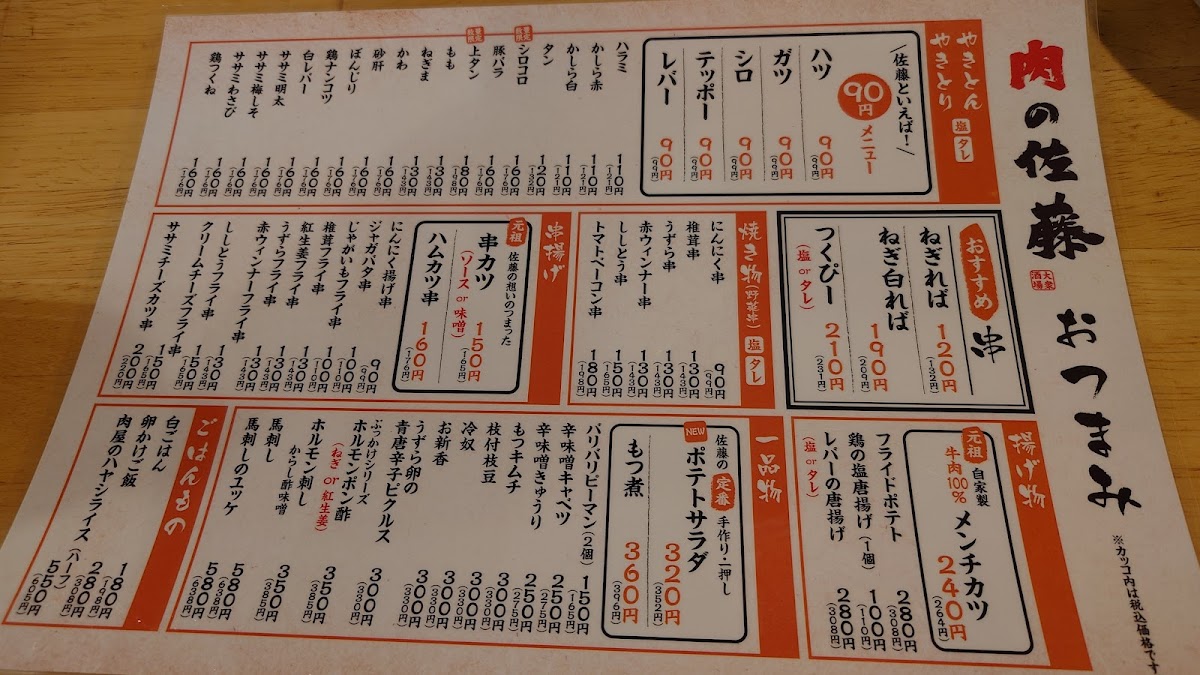 肉の佐藤
大衆酒場
おつまみ
※カッコ内は税込価格です
やきとん
やきとり
塩 タレ
\佐藤といえば!/
90円メニュー
ハツ 90円(99円)
ガツ 90円(99円)
シロ 90円(99円)
テッポー 90円(99円)
レバー 90円(99円)
ハラミ 110円
かしら赤 110円(121円)
かしら白 110円(121円)
タン 120円
数量限定
シロコロ 160円(176円)
豚バラ 160円(176円)
数量限定
上タン 180円
もも 130円(143円)
ねぎま 130円
かわ 130円(143円)
砂肝 160円(176円)
ぼんじり 160円(176円)
鶏ナンコツ 160円(176円)
白レバー 160円(176円)
ササミ明太 160円(176円)
ササミ梅しそ 160円(176円)
ササミわさび 160円(176円)
鶏つくね 160円(176円)
おすすめ串
ねぎれば 120円(132円)
ねぎ白れば 190円(209円)
つくぴー 210円(231円)
(塩 or タレ)
焼き物(野菜串) 塩 タレ
にんにく串 90円(99円)
椎茸串 130円(143円)
うずら串 130円(143円)
赤ウィンナー串 130円(143円)
ししとう串 150円(165円)
トマトベーコン串 180円(198円)
串揚げ
元祖 佐藤の想いのつまった
串カツ 150円(165円)
(ソース or 味噌)
ハムカツ串 160円(176円)
にんにく揚げ串 90円(99円)
ジャガバタ串 100円(110円)
じゃがいもフライ串 100円(110円)
椎茸フライ串 100円(110円)
紅生姜フライ串 130円(143円)
うずらフライ串 130円(143円)
赤ウィンナーフライ串 130円(143円)
ししとうフライ串 130円
クリームチーズフライ串 150円(165円)
ササミチーズカツ串 150円(165円)
200円(220円)
揚げ物
元祖 自家製
牛肉100% メンチカツ 240円(264円)
フライドポテト 280円(308円)
鶏の塩唐揚げ(1個) 100円(110円)
レバーの唐揚げ 280円(308円)
(塩 or タレ)
一品物
NEW 佐藤の定番 手作り・一押し
ポテトサラダ 320円(352円)
もつ煮 360円(396円)
バリバリピーマン(2個) 150円(165円)
辛味噌キャベツ 250円(275円)
辛味噌きゅうり 250円(275円)
もつキムチ 300円(330円)
枝付枝豆 300円(330円)
冷奴 300円(330円)
お新香 300円(330円)
うずら卵の
青唐辛子ピクルス 300円(330円)
ぶっかけシリーズ
ホルモンポン酢 300円(330円)
(ねぎ or 紅生姜)
ホルモン刺し 350円(385円)
からし酢味噌
馬刺し 350円(385円)
馬刺しのユッケ 580円(638円)
580円(638円)
ごはんもの
白ごはん 180円(198円)
卵かけご飯 280円(308円)
肉屋のハヤシライス(ハーフ) 550円(605円)